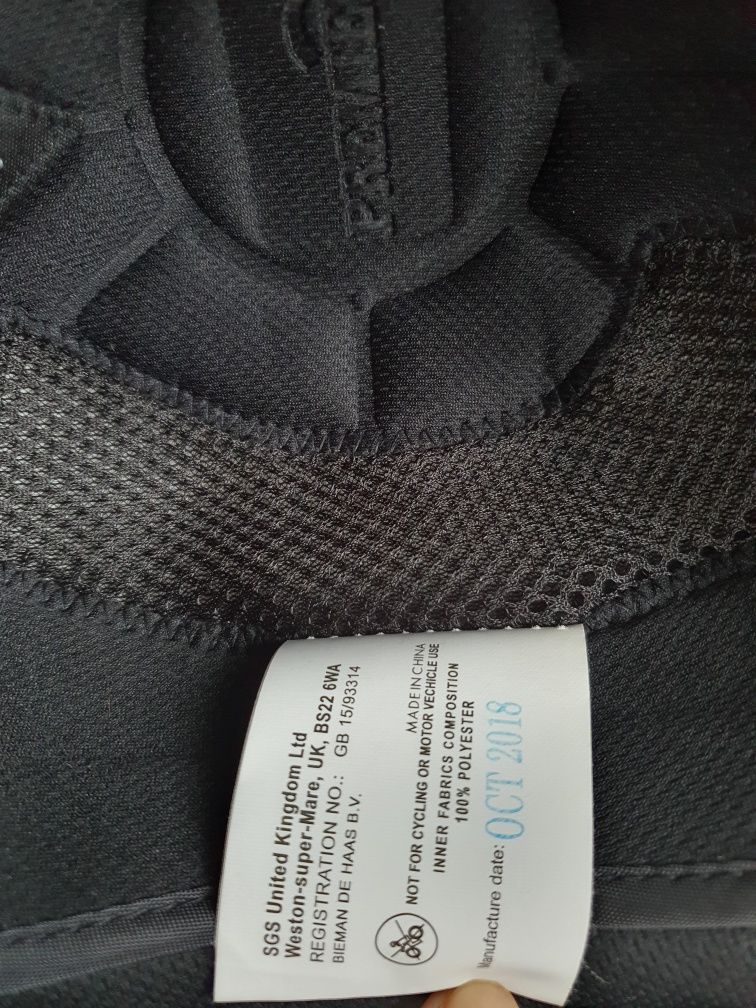 PREMIER
SGS United Kingdom Ltd
Weston-super-Mare, UK, BS22 6WA
REGISTRATION NO.: GB 15/93314
BIEMAN DE HAAS B.V.
MADE IN CHINA
NOT FOR CYCLING OR MOTOR VECHICLE USE
INNER FABRICS COMPOSITION
100% POLYESTER
Manufacture date: OCT 2018